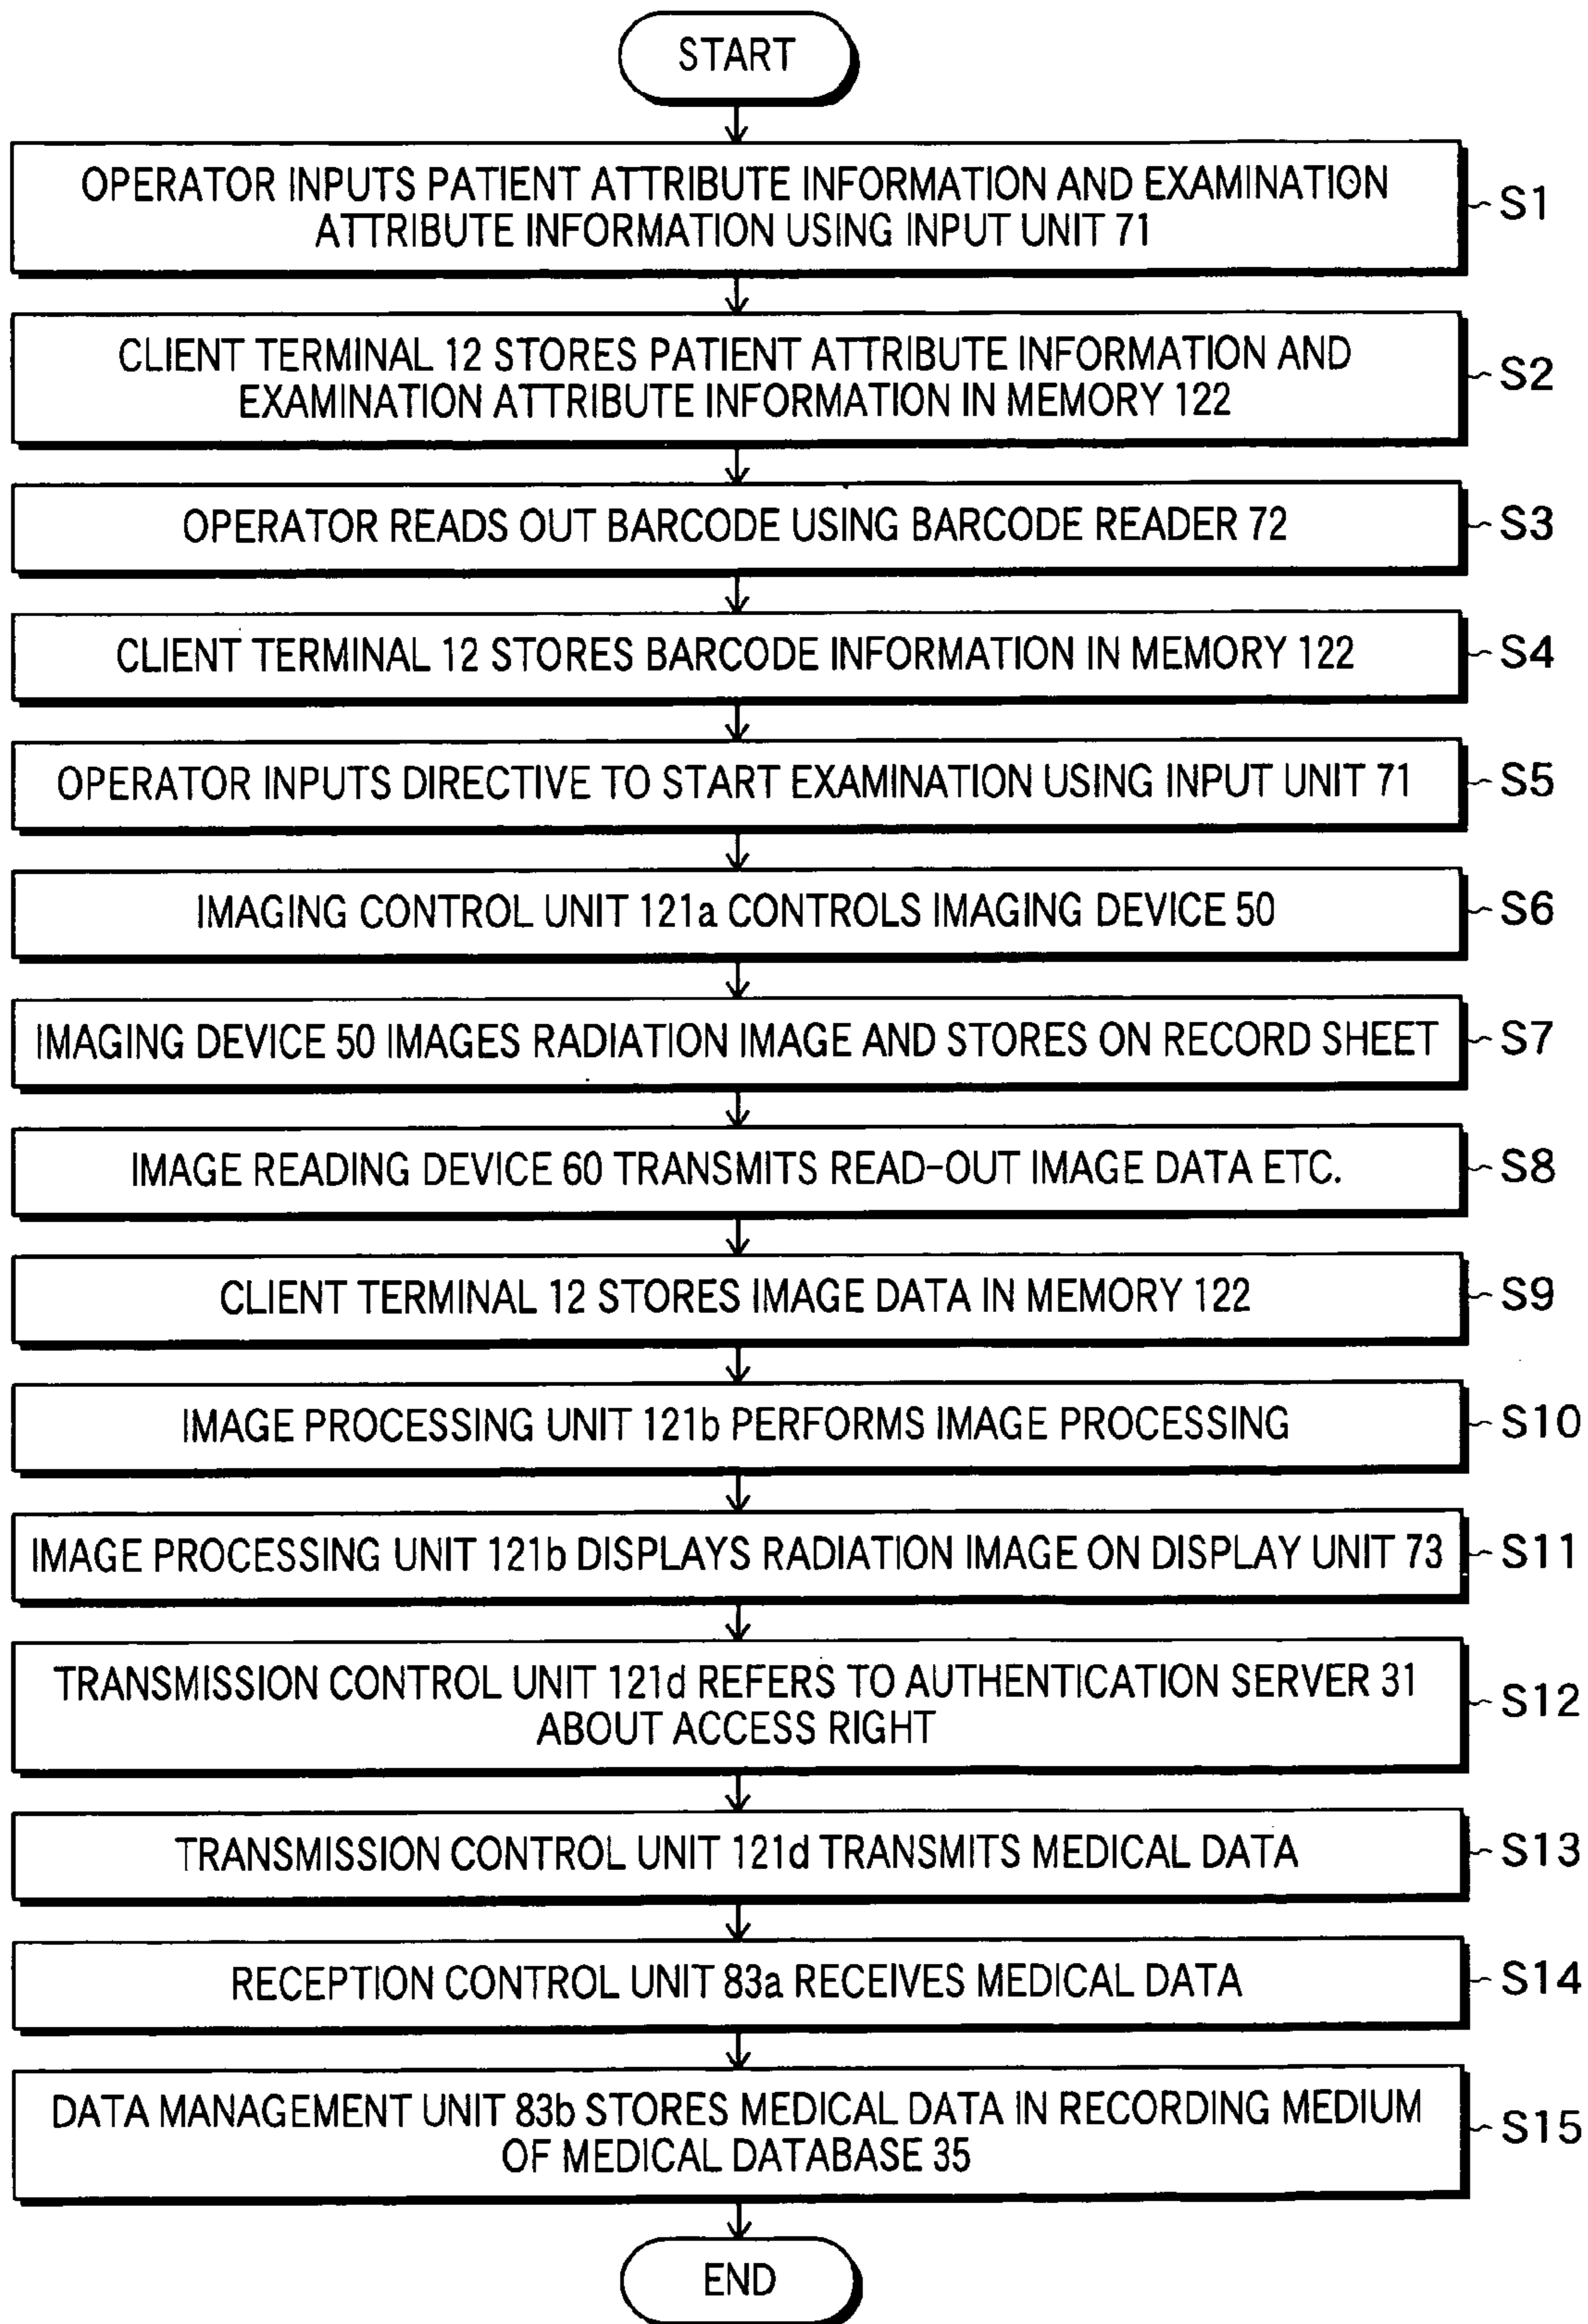 START
OPERATOR INPUTS PATIENT ATTRIBUTE INFORMATION AND EXAMINATION
ATTRIBUTE INFORMATION USING INPUT UNIT 71
S1
CLIENT TERMINAL 12 STORES PATIENT ATTRIBUTE INFORMATION AND
EXAMINATION ATTRIBUTE INFORMATION IN MEMORY 122
S2
OPERATOR READS OUT BARCODE USING BARCODE READER 72
S3
CLIENT TERMINAL 12 STORES BARCODE INFORMATION IN MEMORY 122
S4
OPERATOR INPUTS DIRECTIVE TO START EXAMINATION USING INPUT UNIT 71
S5
IMAGING CONTROL UNIT 121a CONTROLS IMAGING DEVICE 50
S6
IMAGING DEVICE 50 IMAGES RADIATION IMAGE AND STORES ON RECORD SHEET
S7
IMAGE READING DEVICE 60 TRANSMITS READ-OUT IMAGE DATA ETC.
S8
CLIENT TERMINAL 12 STORES IMAGE DATA IN MEMORY 122
S9
IMAGE PROCESSING UNIT 121b PERFORMS IMAGE PROCESSING
S10
IMAGE PROCESSING UNIT 121b DISPLAYS RADIATION IMAGE ON DISPLAY UNIT 73
S11
TRANSMISSION CONTROL UNIT 121d REFERS TO AUTHENTICATION SERVER 31
ABOUT ACCESS RIGHT
S12
TRANSMISSION CONTROL UNIT 121d TRANSMITS MEDICAL DATA
S13
RECEPTION CONTROL UNIT 83a RECEIVES MEDICAL DATA
S14
DATA MANAGEMENT UNIT 83b STORES MEDICAL DATA IN RECORDING MEDIUM
OF MEDICAL DATABASE 35
S15
END